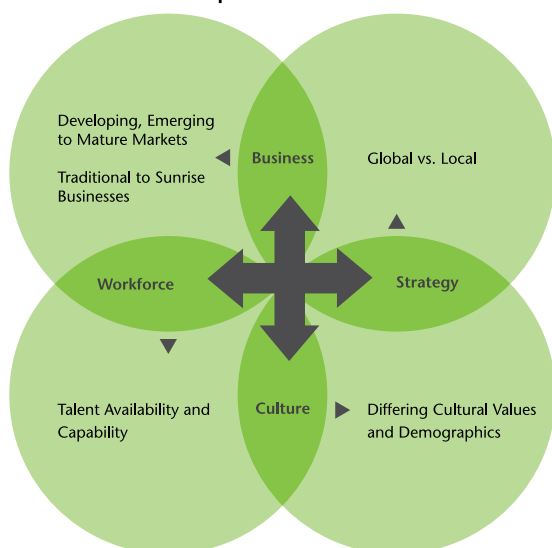 Developing, Emerging
to Mature Markets
Traditional to Sunrise
Businesses
Business
Global vs. Local
Workforce
Strategy
Talent Availability and
Capability
Culture
Differing Cultural Values
and Demographics